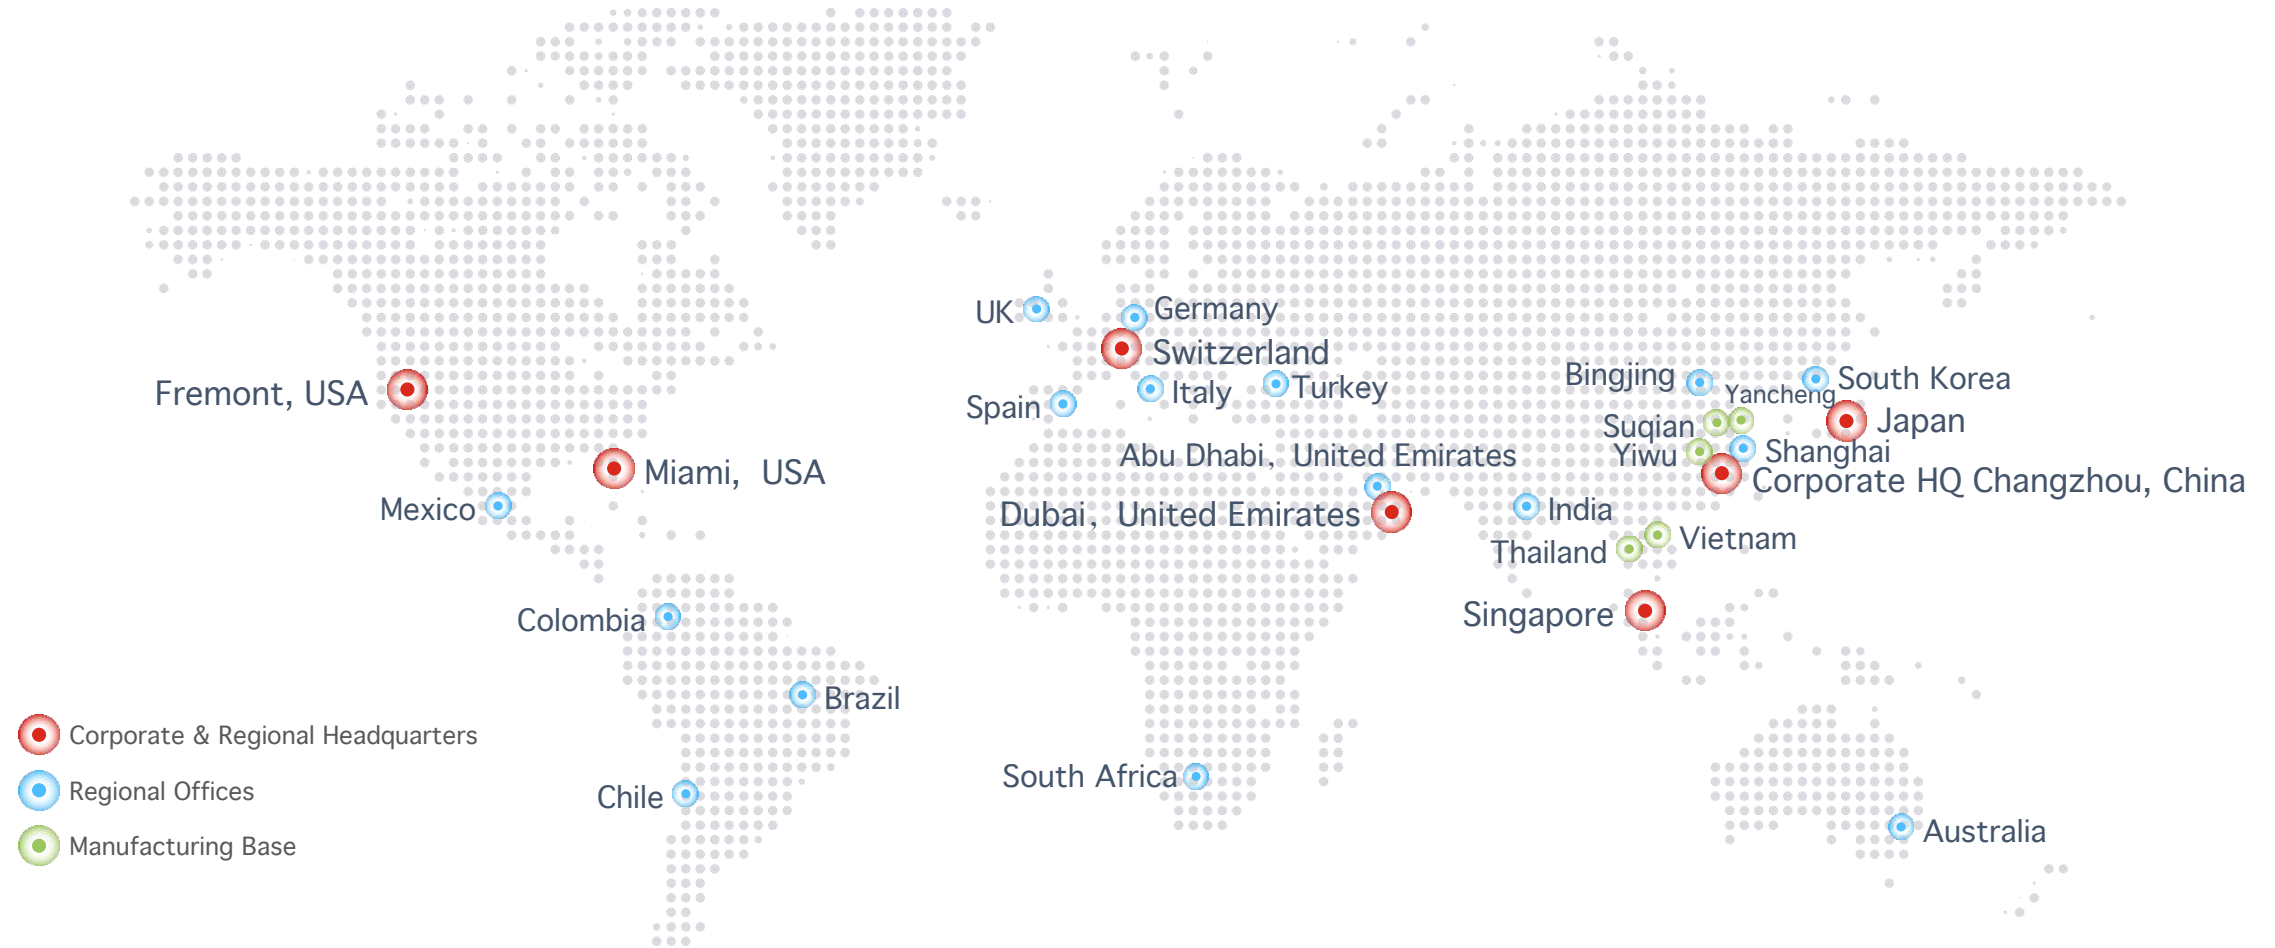 UK
Germany
Switzerland
Fremont, USA
Italy
Turkey
Spain
Bingjing
South Korea
Yancheng
Suqian
Japan
Yiwu
Shanghai
Miami, USA
Abu Dhabi, United Emirates
Corporate HQ Changzhou, China
Mexico
Dubai, United Emirates
India
Thailand
Vietnam
Colombia
Singapore
Brazil
Corporate & Regional Headquarters
Regional Offices
Manufacturing Base
Chile
South Africa
Australia